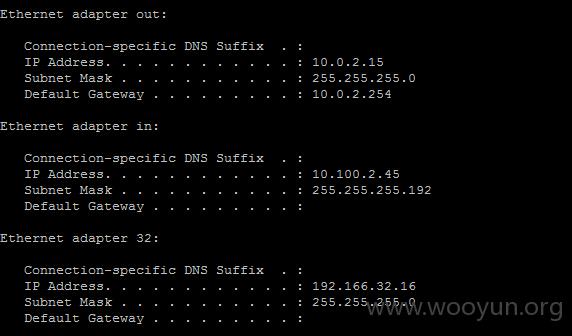 Ethernet adapter out:
Connection-specific DNS Suffix  . :
IP Address. . . . . . . . . . . . : 10.0.2.15
Subnet Mask . . . . . . . . . . . : 255.255.255.0
Default Gateway . . . . . . . . . : 10.0.2.254
Ethernet adapter in:
Connection-specific DNS Suffix  . :
IP Address. . . . . . . . . . . . : 10.100.2.45
Subnet Mask . . . . . . . . . . . : 255.255.255.192
Default Gateway . . . . . . . . . :
Ethernet adapter 32:
Connection-specific DNS Suffix  . :
IP Address. . . . . . . . . . . . : 192.166.32.16
Subnet Mask . . . . . . . . . . . : 255.255.255.0
Default Gateway . . . . . . . . . :
www.wooyun.org